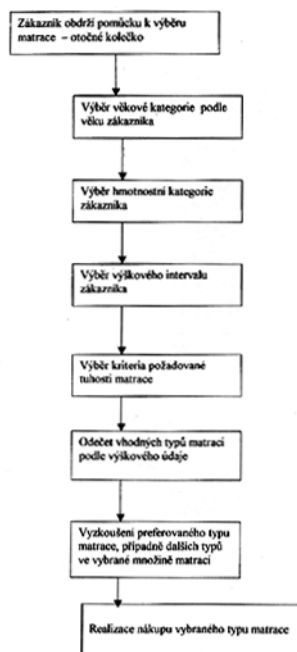 Zákazník obdrží pomůcku k výběru
matrace – otočné kolečko
Výběr věkové kategorie podle
věku zákazníka
Výběr hmotnostní kategorie
zákazníka
Výběr výškového intervalu
zákazníka
Výběr kriteria požadované
tuhosti matrace
Odečet vhodných typů matrací
podle výškového údaje
Vyzkoušení preferovaného typu
matrace, případně dalších typů
ve vybrané množině matrací
Realizace nákupu vybraného typu matrace